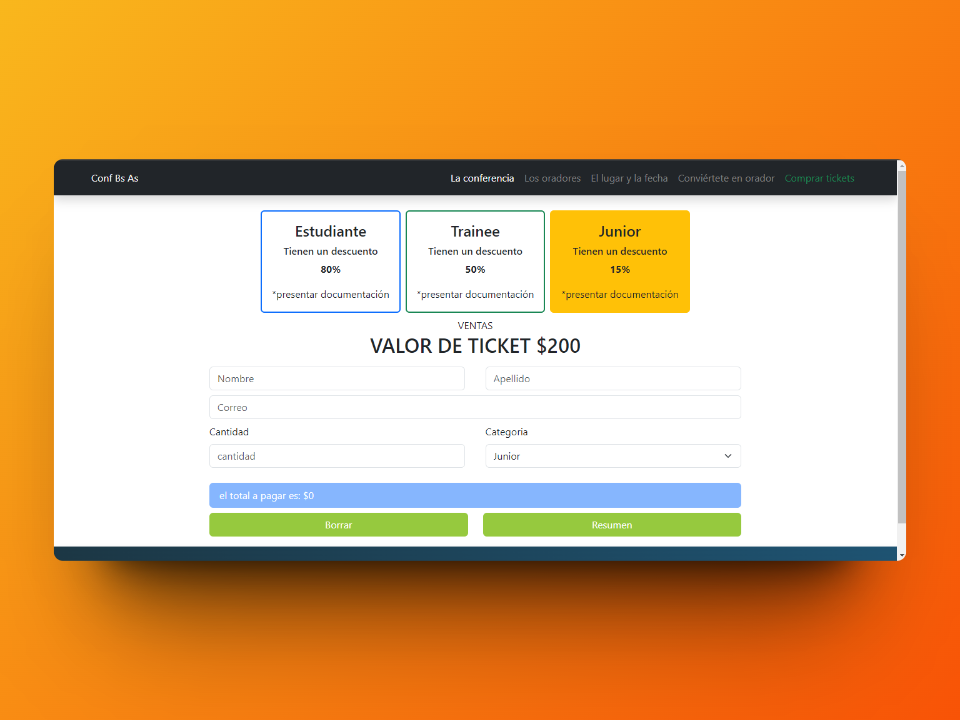 Conf Bs As
La conferencia Los oradores El lugar y la fecha Conviértete en orador Comprar tickets
Estudiante
Tienen un descuento
80%
*presentar documentación
Trainee
Tienen un descuento
50%
*presentar documentación
Junior
Tienen un descuento
15%
*presentar documentación
VENTAS
VALOR DE TICKET $200
Nombre Apellido
Correo
Cantidad Categoria
cantidad Junior
el total a pagar es: $0
Borrar Resumen